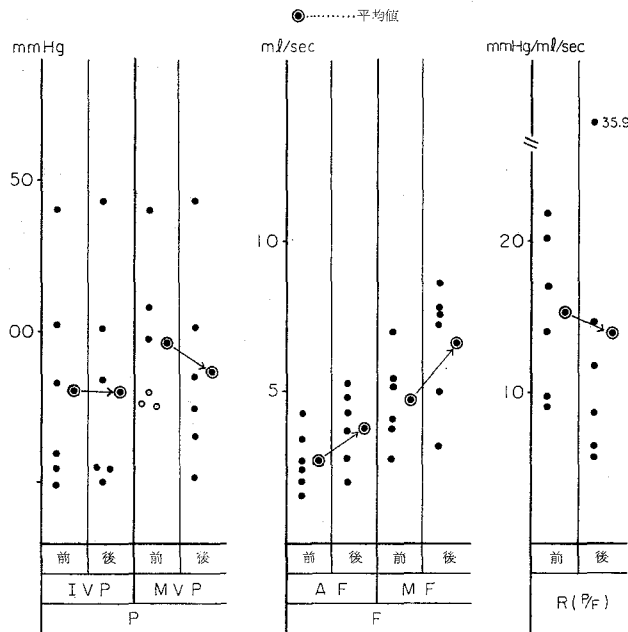 ◉………平均値
mmHg
ml/sec
mmHg/ml/sec
35.9
50
00
10
5
20
10
前 後 前 後
前 後 前 後
前 後
IVP MVP
AF MF
R(P/F)
P
F